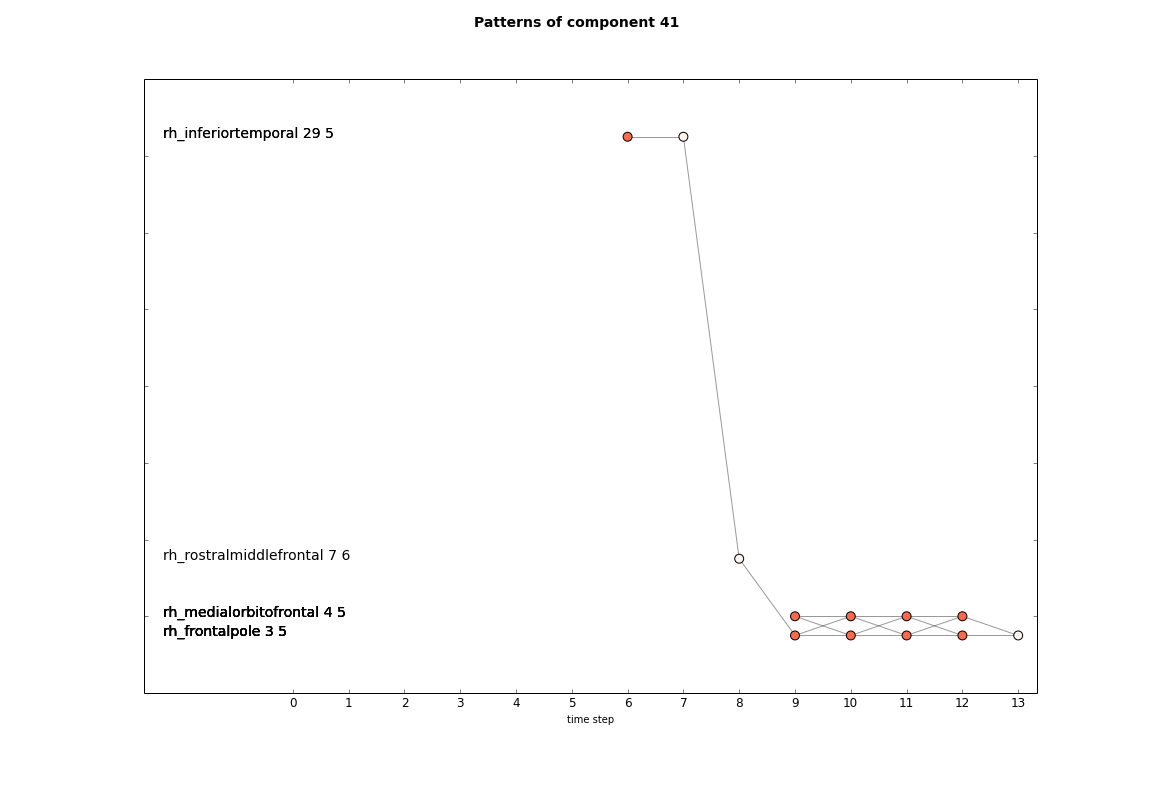 Patterns of component 41
rh_inferiortemporal 29 5
rh_rostralmiddlefrontal 7 6
rh_medialorbitofrontal 4 5
rh_frontalpole 3 5
0 1 2 3 4 5 6 7 8 9 10 11 12 13
time step